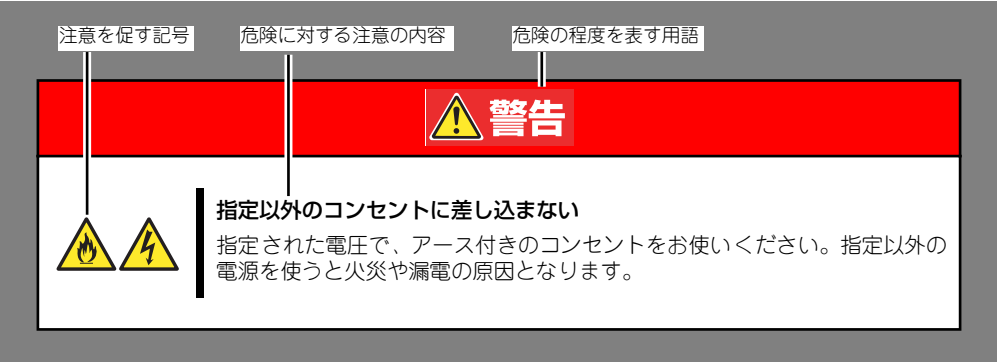 注意を促す記号
危険に対する注意の内容
危険の程度を表す用語
警告
指定以外のコンセントに差し込まない
指定された電圧で、アース付きのコンセントをお使いください。指定以外の
電源を使うと火災や漏電の原因となります。